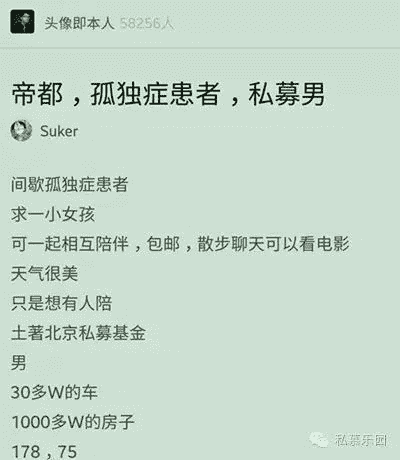 头像即本人 58256人
帝都，孤独症患者，私募男
Suker
间歇孤独症患者
求一小女孩
可一起相互陪伴，包邮，散步聊天可以看电影
天气很美
只是想有人陪
土著北京私募基金
男
30多W的车
1000多W的房子
178，75
私慕乐园